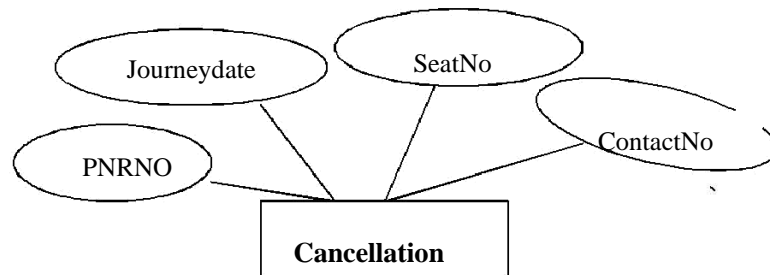 Journeydate
SeatNo
PNRNO
ContactNo
Cancellation